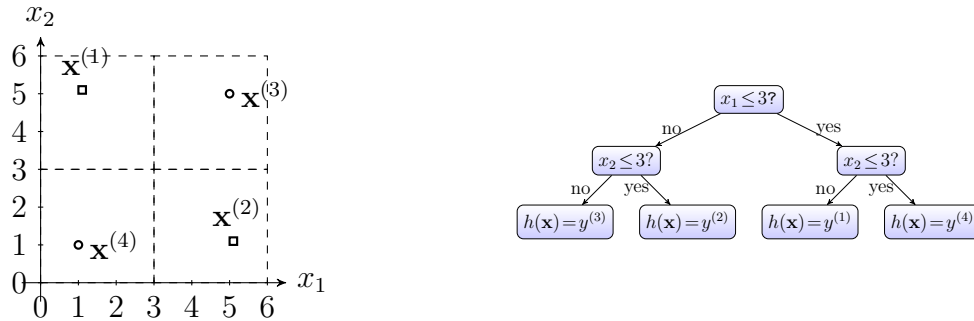 x₂
6
x⁽¹⁾
5
x⁽³⁾
4
3
2
x⁽²⁾
1
x⁽⁴⁾
0
x₁
0 1 2 3 4 5 6
x₁ ≤ 3?
no yes
x₂ ≤ 3? x₂ ≤ 3?
no yes no yes
h(x) = y⁽³⁾ h(x) = y⁽²⁾ h(x) = y⁽¹⁾ h(x) = y⁽⁴⁾